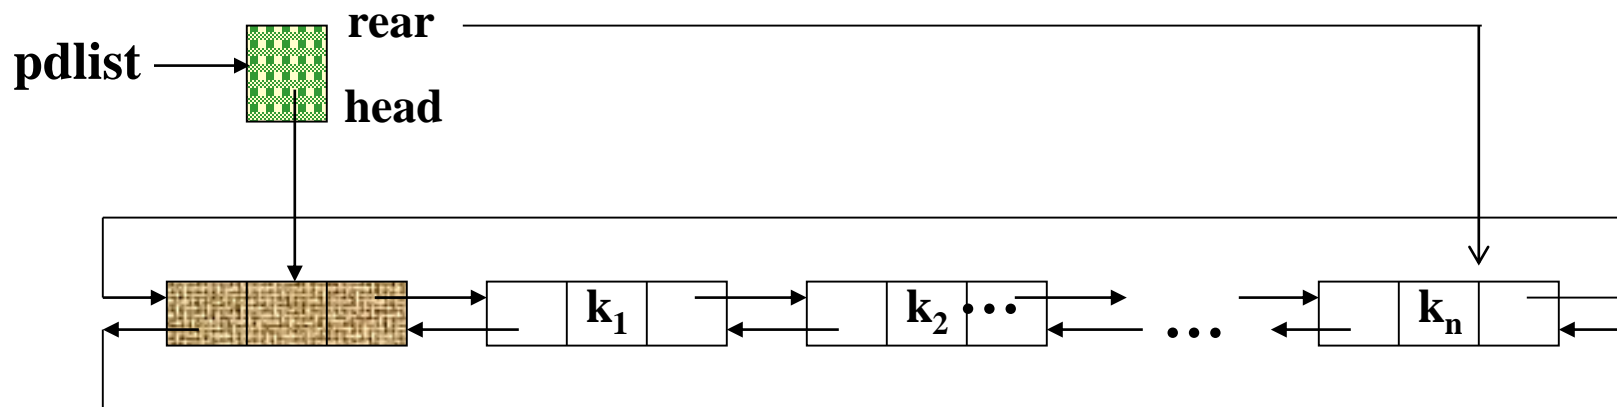 rear
pdlist
head
k₁
k₂ •••
•••
kₙ